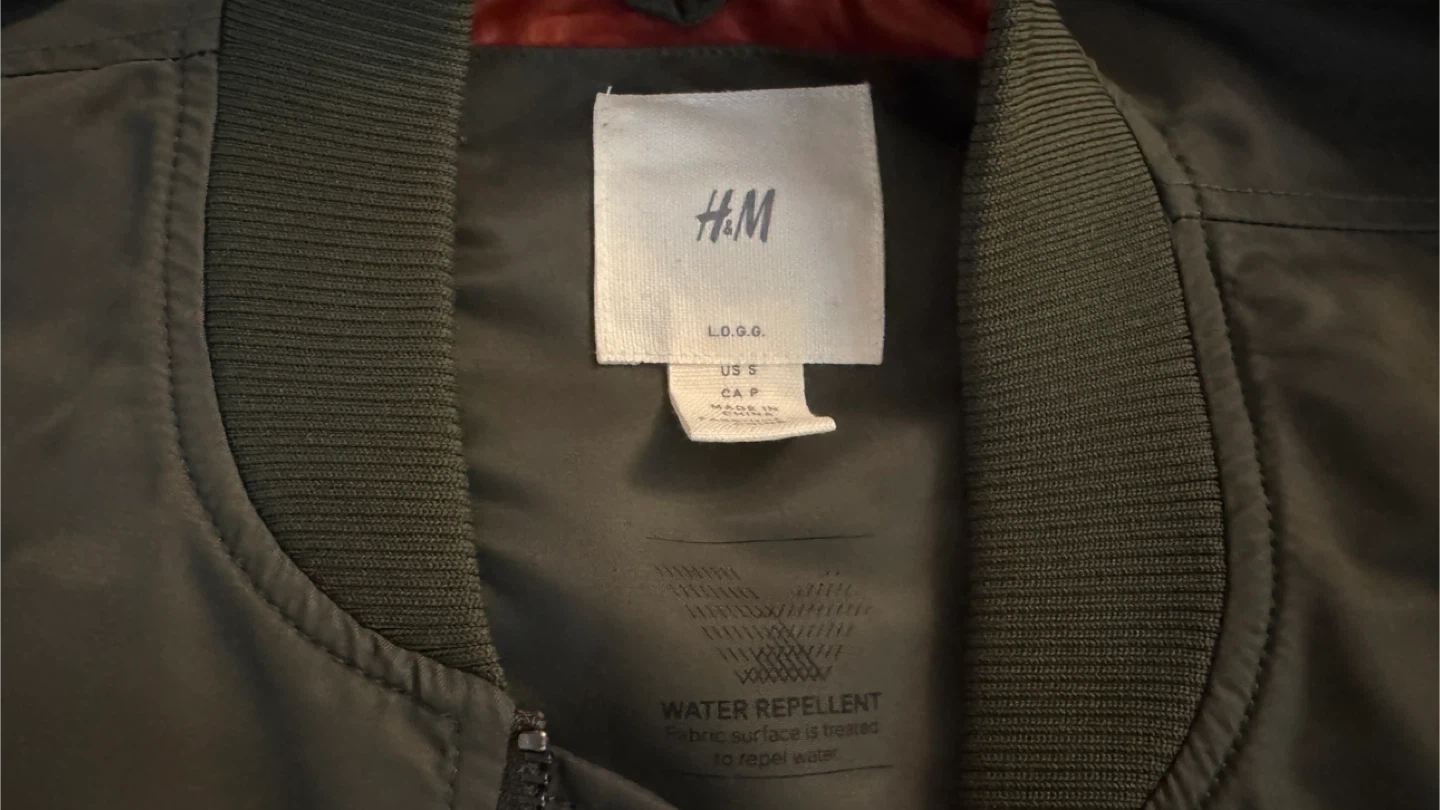 H&M
L.O.G.G.
US S
CA P
MADE IN
CHINA
WATER REPELLENT
Fabric surface is treated
to repel water.